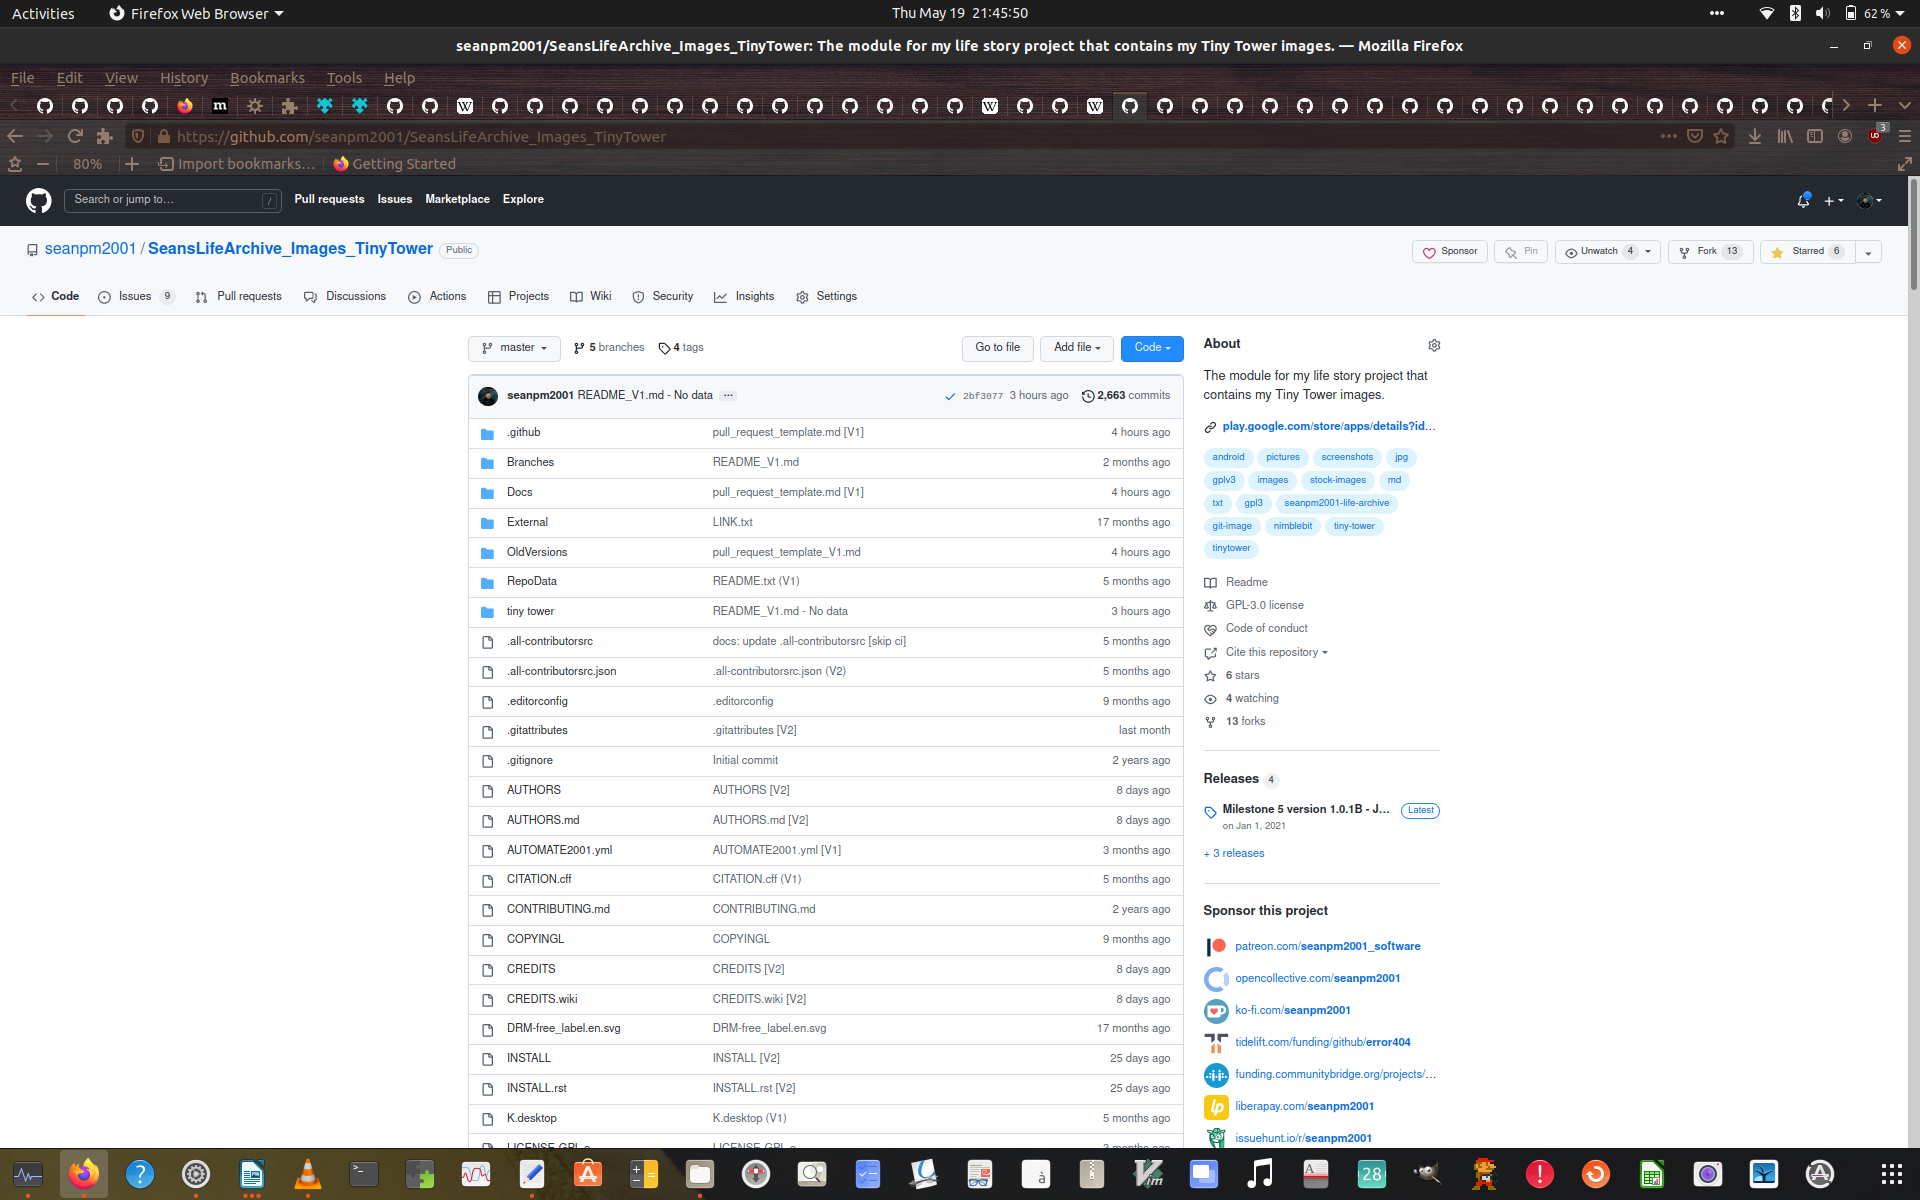 Activities Firefox Web Browser Thu May 19 21:45:50 62 %
seanpm2001/SeansLifeArchive_Images_TinyTower: The module for my life story project that contains my Tiny Tower images. — Mozilla Firefox
File Edit View History Bookmarks Tools Help
https://github.com/seanpm2001/SeansLifeArchive_Images_TinyTower 3
80% Import bookmarks... Getting Started
Search or jump to... / Pull requests Issues Marketplace Explore
seanpm2001 / SeansLifeArchive_Images_TinyTower Public Sponsor Pin Unwatch 4 Fork 13 Starred 6
Code Issues 9 Pull requests Discussions Actions Projects Wiki Security Insights Settings
master 5 branches 4 tags Go to file Add file Code
seanpm2001 README_V1.md - No data ... 2bf3077 3 hours ago 2,663 commits
.github pull_request_template.md [V1] 4 hours ago
Branches README_V1.md 2 months ago
Docs pull_request_template.md [V1] 4 hours ago
External LINK.txt 17 months ago
OldVersions pull_request_template_V1.md 4 hours ago
RepoData README.txt (V1) 5 months ago
tiny tower README_V1.md - No data 3 hours ago
.all-contributorsrc docs: update .all-contributorsrc [skip ci] 5 months ago
.all-contributorsrc.json .all-contributorsrc.json (V2) 5 months ago
.editorconfig .editorconfig 9 months ago
.gitattributes .gitattributes [V2] last month
.gitignore Initial commit 2 years ago
AUTHORS AUTHORS [V2] 8 days ago
AUTHORS.md AUTHORS.md [V2] 8 days ago
AUTOMATE2001.yml AUTOMATE2001.yml [V1] 3 months ago
CITATION.cff CITATION.cff (V1) 5 months ago
CONTRIBUTING.md CONTRIBUTING.md 2 years ago
COPYINGL COPYINGL 9 months ago
CREDITS CREDITS [V2] 8 days ago
CREDITS.wiki CREDITS.wiki [V2] 8 days ago
DRM-free_label.en.svg DRM-free_label.en.svg 17 months ago
INSTALL INSTALL [V2] 25 days ago
INSTALL.rst INSTALL.rst [V2] 25 days ago
K.desktop K.desktop (V1) 5 months ago
About
The module for my life story project that
contains my Tiny Tower images.
play.google.com/store/apps/details?id...
android pictures screenshots jpg
gplv3 images stock-images md
txt gpl3 seanpm2001-life-archive
git-image nimblebit tiny-tower
tinytower
Readme
GPL-3.0 license
Code of conduct
Cite this repository
6 stars
4 watching
13 forks
Releases 4
Milestone 5 version 1.0.1B - J... Latest
on Jan 1, 2021
+ 3 releases
Sponsor this project
patreon.com/seanpm2001_software
opencollective.com/seanpm2001
ko-fi.com/seanpm2001
tidelift.com/funding/github/error404
funding.communitybridge.org/projects/...
liberapay.com/seanpm2001
issuehunt.io/r/seanpm2001
28